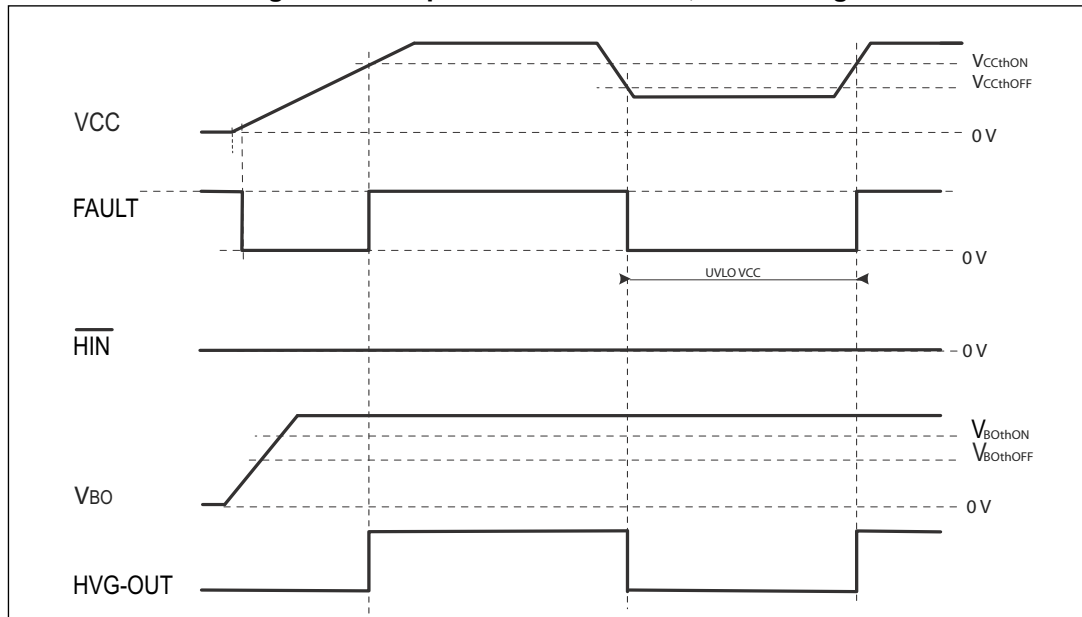 VCC
VCCthON
VCCthOFF
0 V
FAULT
0 V
UVLO VCC
HIN
0 V
VBOthON
VBOthOFF
VBO
0 V
HVG-OUT